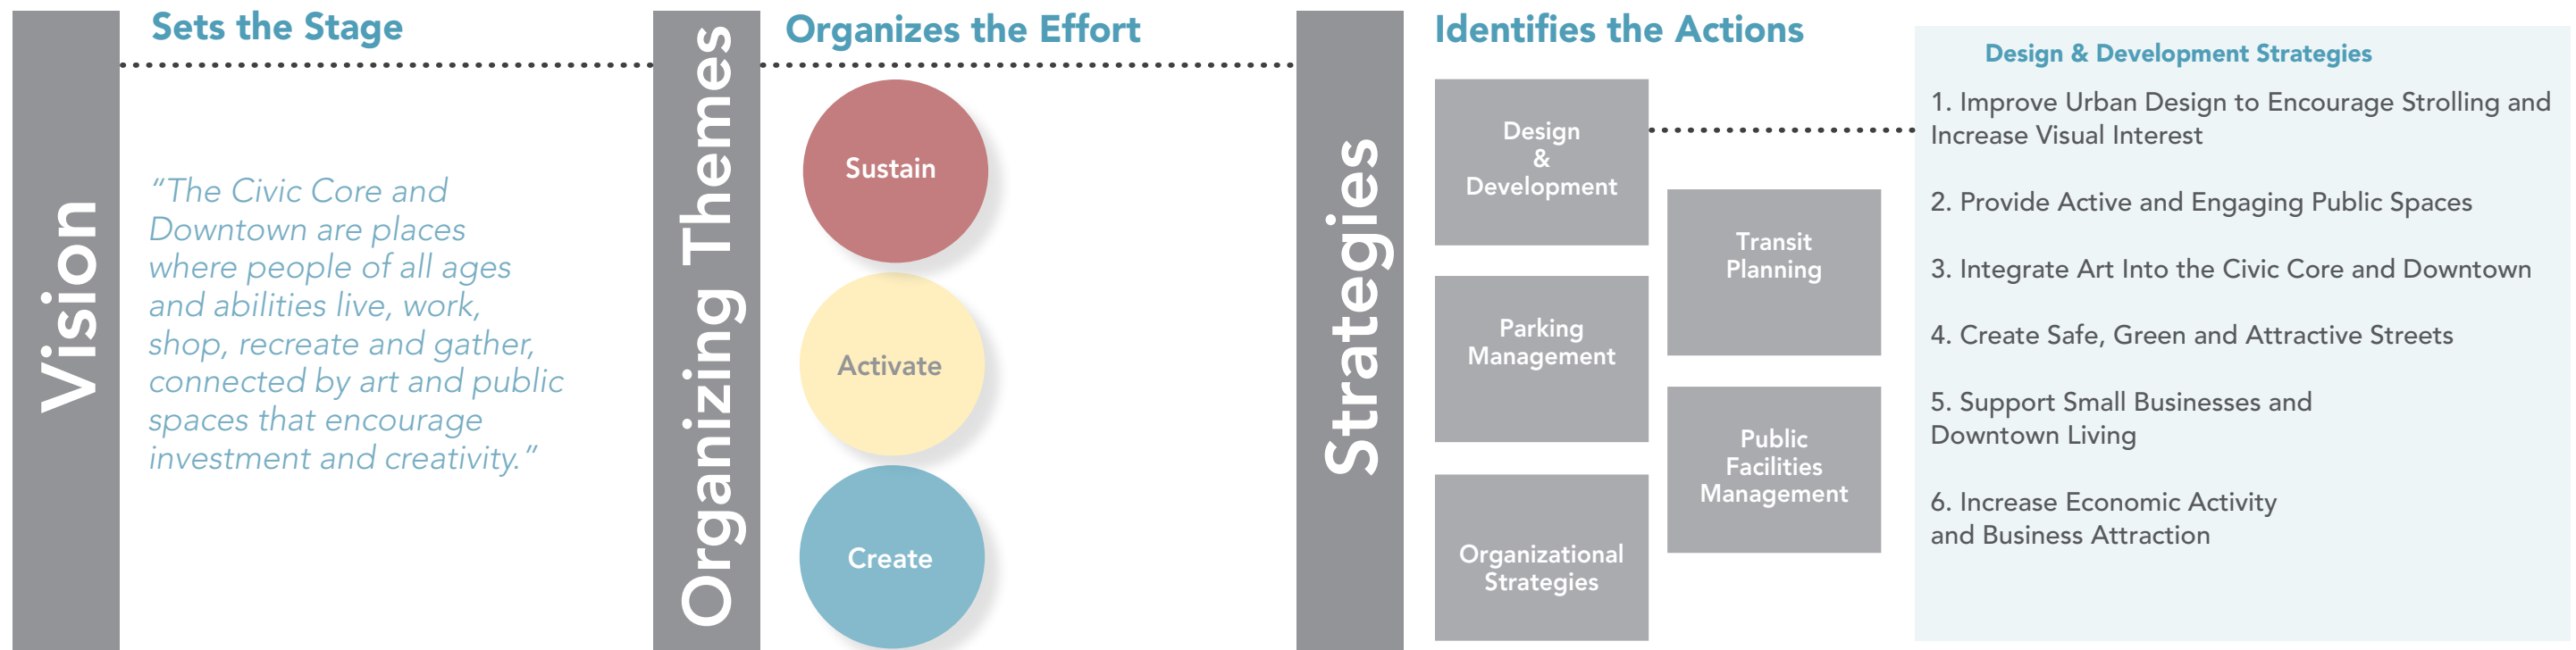 Vision
Sets the Stage
“The Civic Core and
Downtown are places
where people of all ages
and abilities live, work,
shop, recreate and gather,
connected by art and public
spaces that encourage
investment and creativity.”
Organizing Themes
Organizes the Effort
Sustain
Activate
Create
Strategies
Identifies the Actions
Design
&
Development
Transit
Planning
Parking
Management
Public
Facilities
Management
Organizational
Strategies
Design & Development Strategies
1. Improve Urban Design to Encourage Strolling and
Increase Visual Interest
2. Provide Active and Engaging Public Spaces
3. Integrate Art Into the Civic Core and Downtown
4. Create Safe, Green and Attractive Streets
5. Support Small Businesses and
Downtown Living
6. Increase Economic Activity
and Business Attraction